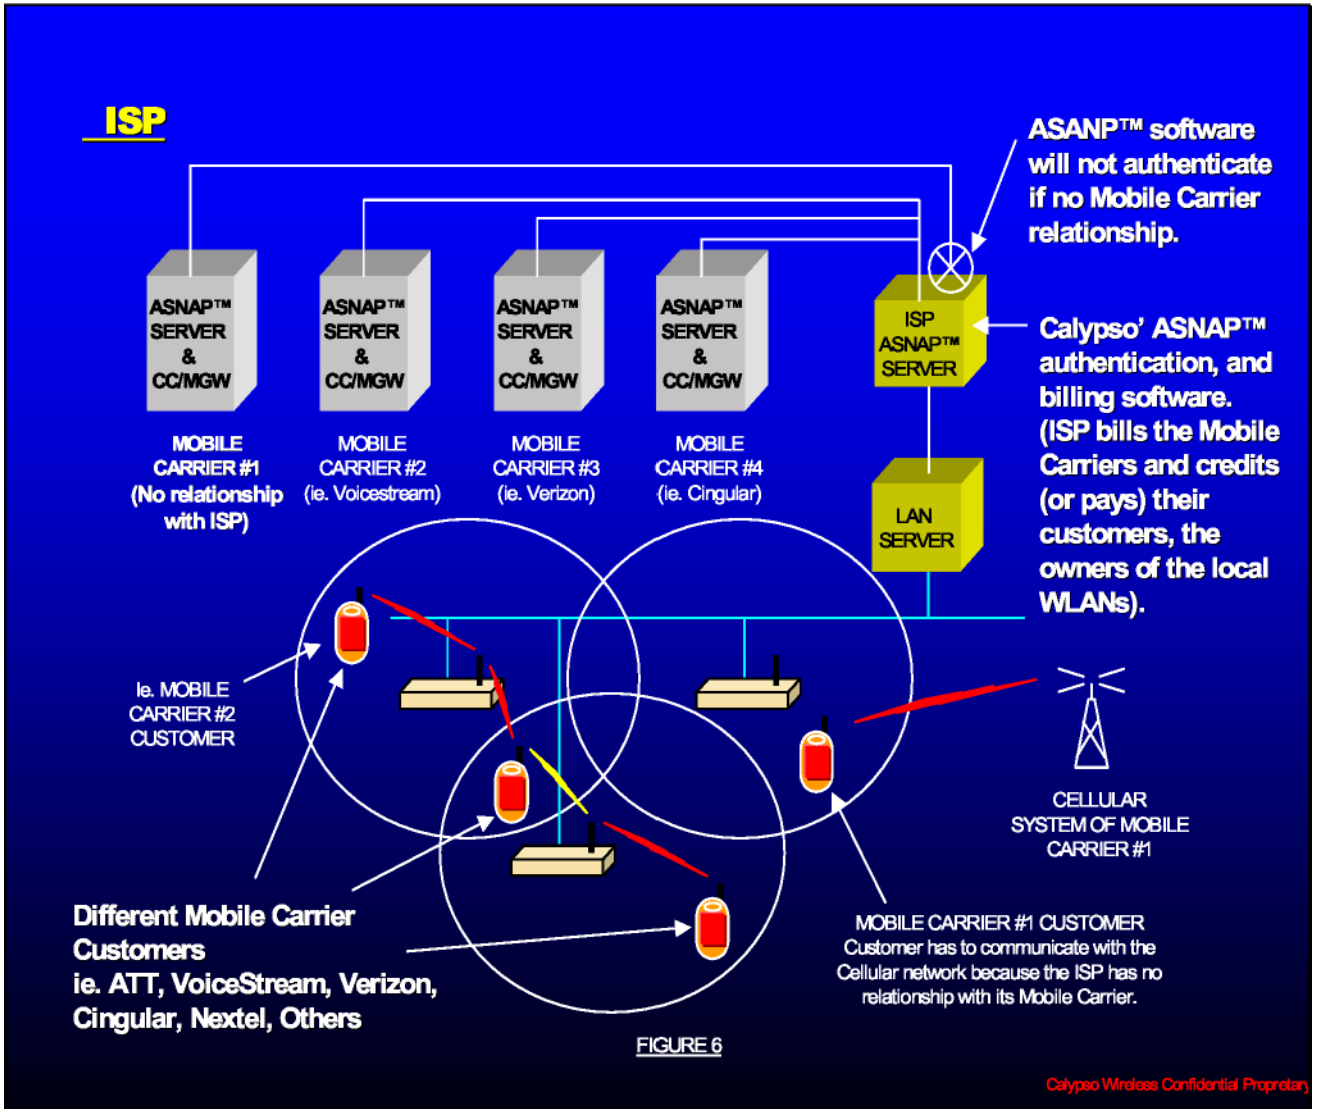 ISP
ASANP™ software
will not authenticate
if no Mobile Carrier
relationship.
ASNAP™
SERVER
&
CC/MGW
ASNAP™
SERVER
&
CC/MGW
ASNAP™
SERVER
&
CC/MGW
ASNAP™
SERVER
&
CC/MGW
ISP
ASNAP™
SERVER
Calypso' ASNAP™
authentication, and
billing software.
(ISP bills the Mobile
Carriers and credits
(or pays) their
customers, the
owners of the local
WLANs).
MOBILE
CARRIER #1
(No relationship
with ISP)
MOBILE
CARRIER #2
(ie. Voicestream)
MOBILE
CARRIER #3
(ie. Verizon)
MOBILE
CARRIER #4
(ie. Cingular)
LAN
SERVER
Ie. MOBILE
CARRIER #2
CUSTOMER
CELLULAR
SYSTEM OF MOBILE
CARRIER #1
Different Mobile Carrier
Customers
ie. ATT, VoiceStream, Verizon,
Cingular, Nextel, Others
MOBILE CARRIER #1 CUSTOMER
Customer has to communicate with the
Cellular network because the ISP has no
relationship with its Mobile Carrier.
FIGURE 6
Calypso Wireless Confidential Propretary